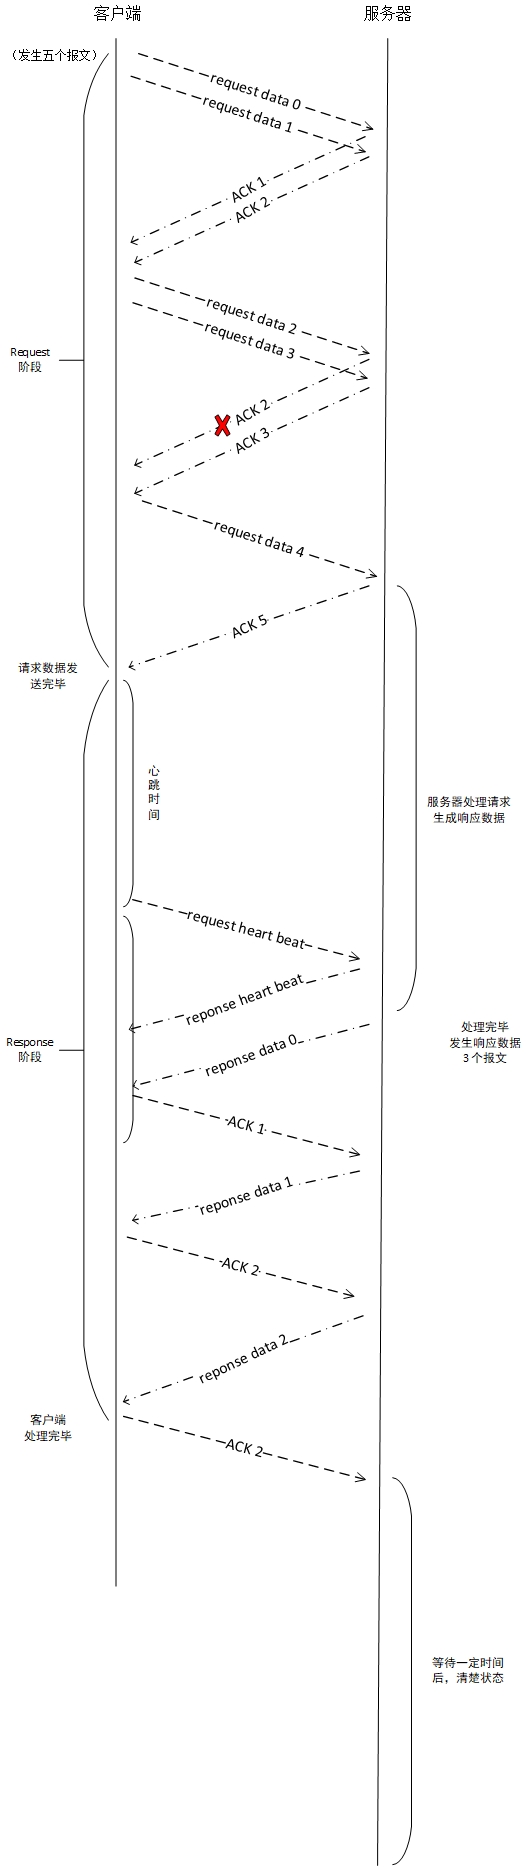 客户端
服务器
（发生五个报文）
request data 0
request data 1
ACK 1
ACK 2
request data 2
request data 3
Request
阶段
ACK 2
ACK 3
request data 4
ACK 5
请求数据发
送完毕
心
跳
时
间
服务器处理请求
生成响应数据
request heart beat
reponse heart beat
处理完毕
发生响应数据
3个报文
Response
阶段
reponse data 0
ACK 1
reponse data 1
ACK 2
reponse data 2
客户端
处理完毕
ACK 2
等待一定时间
后，清楚状态